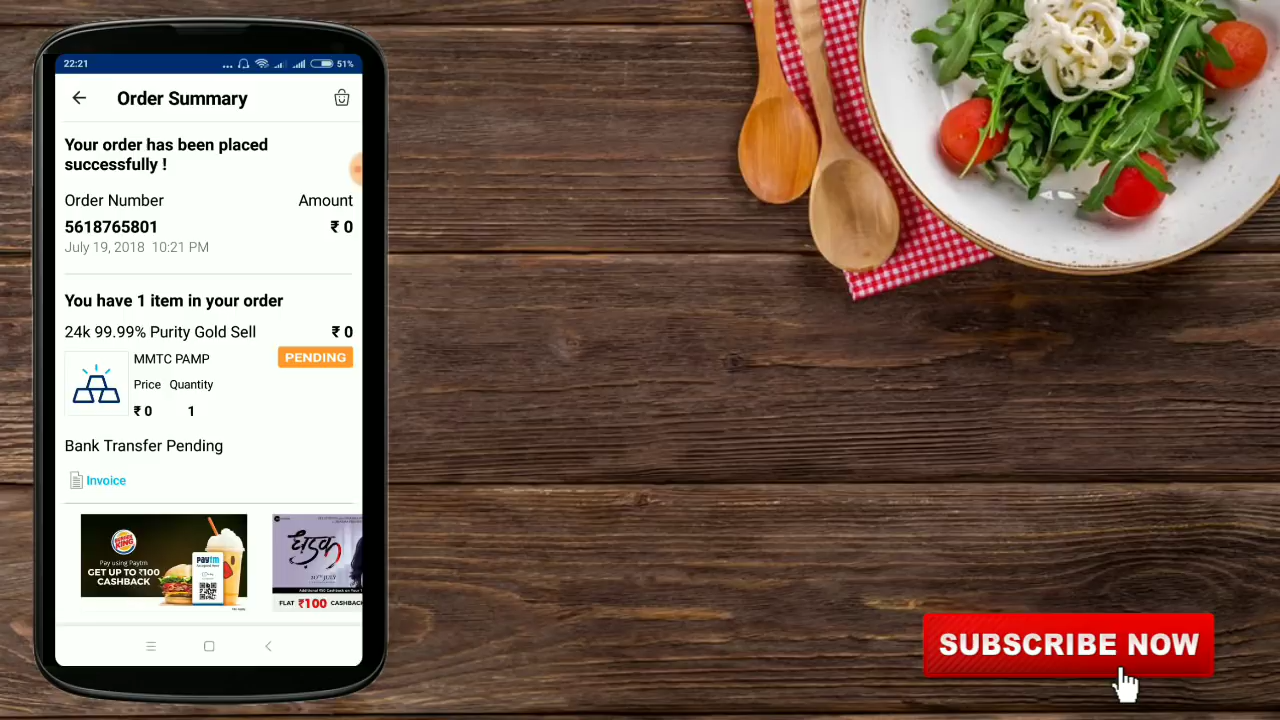 22:21
51%
Order Summary
Your order has been placed
successfully !
Order Number Amount
5618765801 ₹ 0
July 19, 2018 10:21 PM
You have 1 item in your order
24k 99.99% Purity Gold Sell ₹ 0
MMTC PAMP PENDING
Price Quantity
₹ 0 1
Bank Transfer Pending
Invoice
BURGER KING
Pay using Paytm
GET UP TO ₹100
CASHBACK
Paytm
धड़क
FLAT ₹100 CASHBACK
SUBSCRIBE NOW